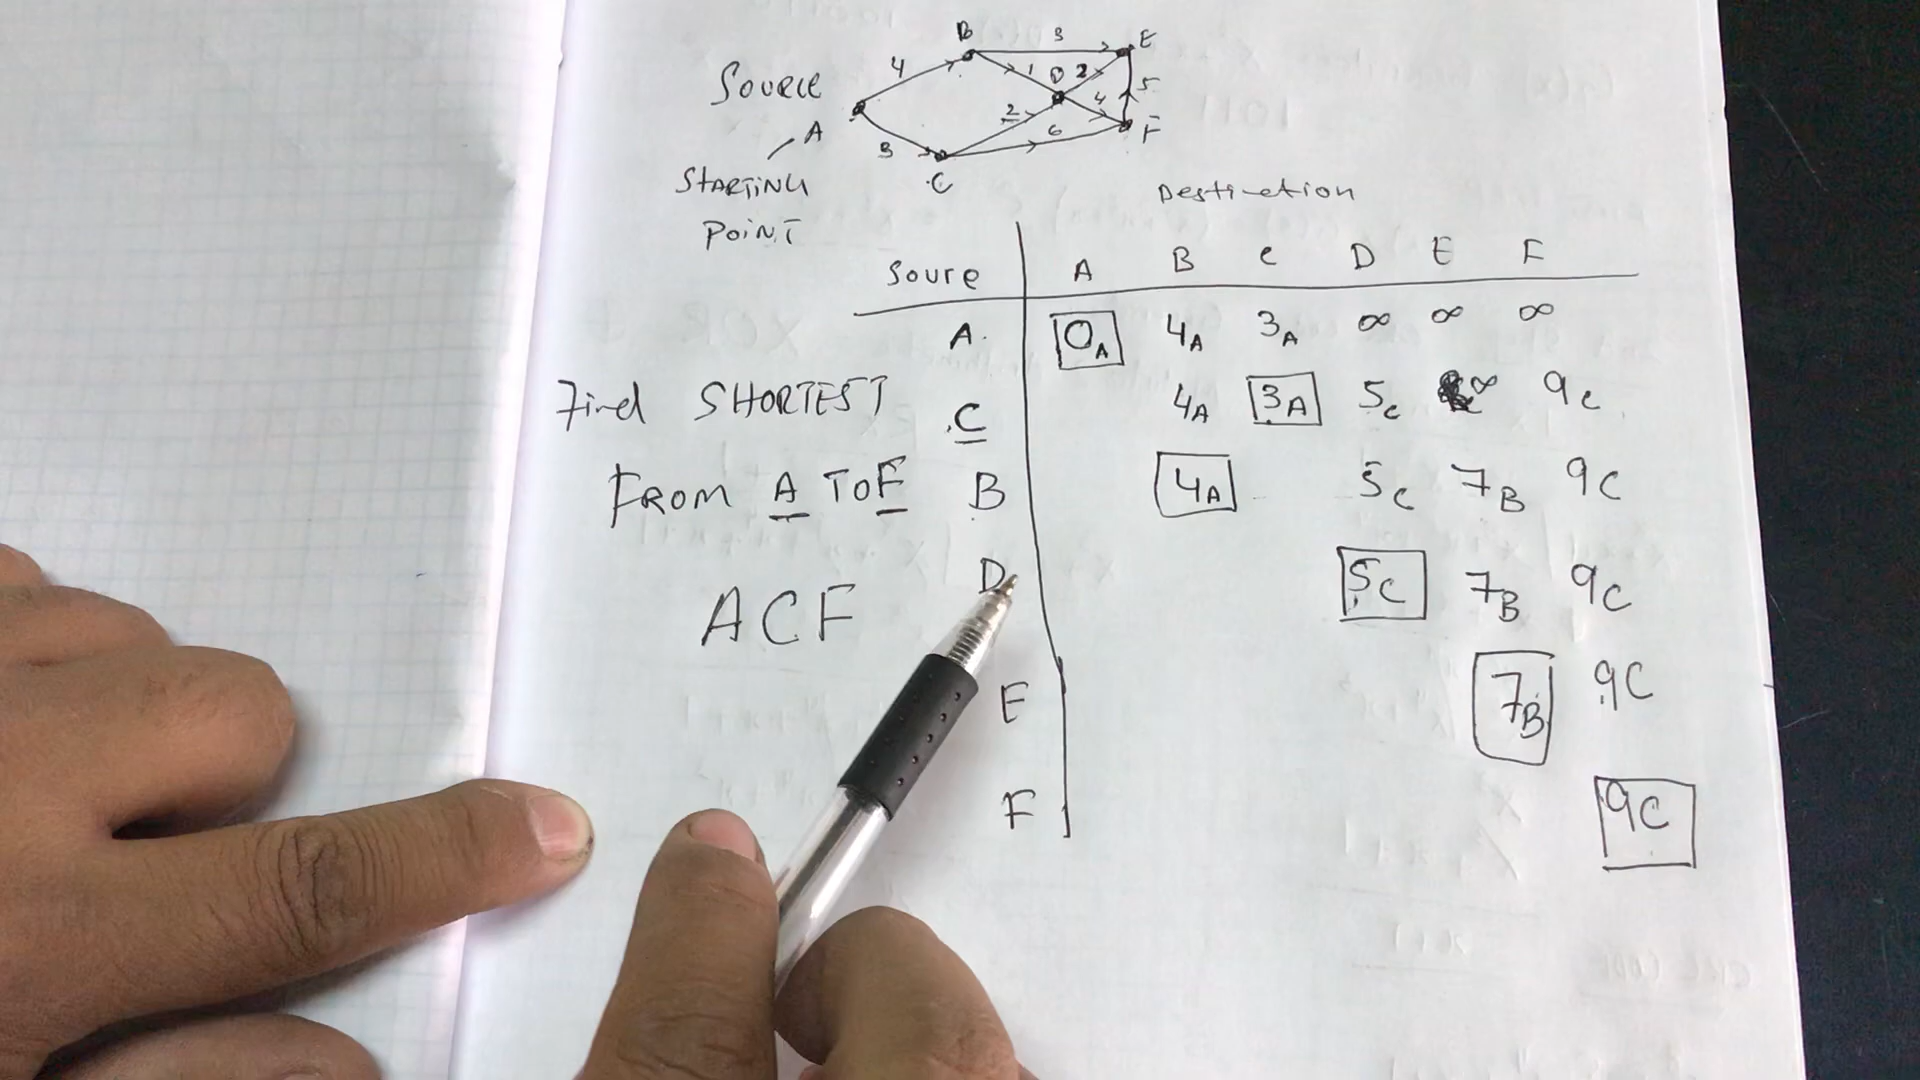 B 3 E
4 1 D 2
SOURCE 2 4 5
A 6 F
3
C
STARTING Destination
POINT
Soure A B C D E F
A. 0A 4A 3A ∞ ∞ ∞
Find SHORTEST C 4A 3A 5C ∞ 9C
FROM A TO F B 4A 5C 7B 9C
D 5C 7B 9C
ACF
E 7B 9C
F 9C